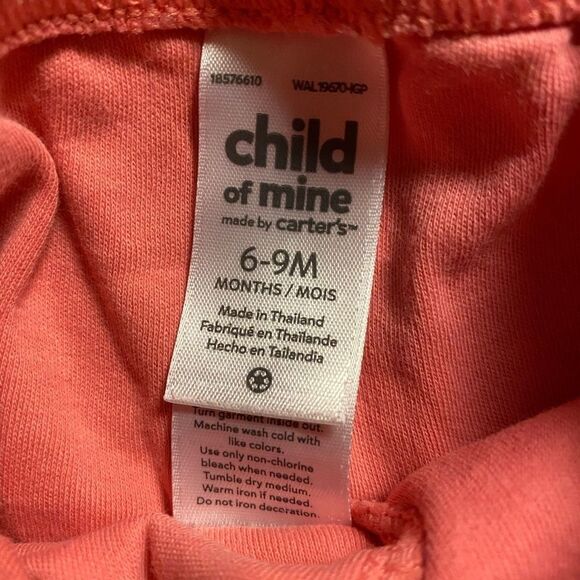 18576610 WAL19670-IGP
child
of mine
made by carter's™
6-9M
MONTHS / MOIS
Made in Thailand
Fabriqué en Thaïlande
Hecho en Tailandia
Turn garment inside out.
Machine wash cold with
like colors.
Use only non-chlorine
bleach when needed.
Tumble dry medium.
Warm iron if needed.
Do not iron decoration.